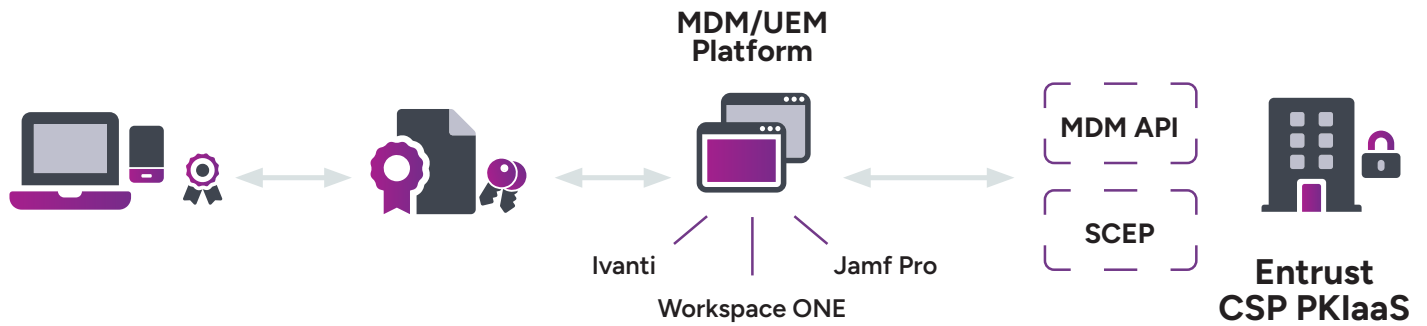 MDM/UEM
Platform
MDM API
SCEP
Ivanti
Jamf Pro
Workspace ONE
Entrust
CSP PKIaaS